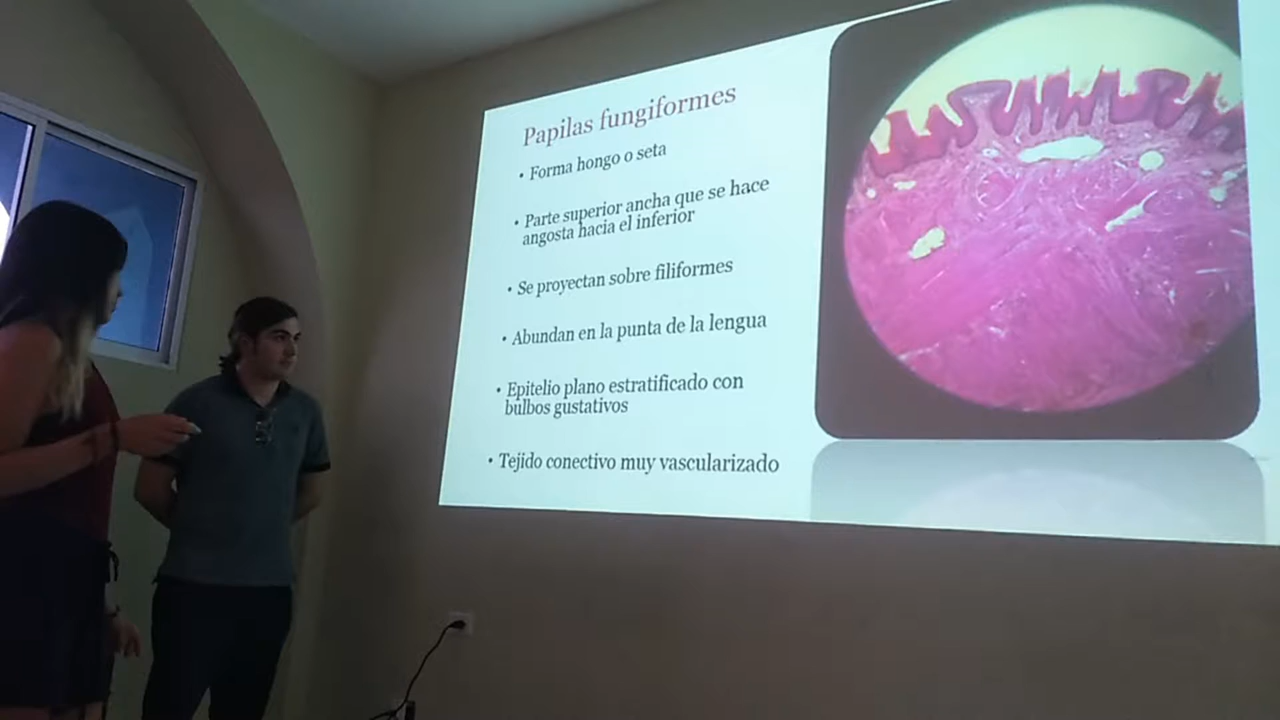 Papilas fungiformes
• Forma hongo o seta
• Parte superior ancha que se hace
angosta hacia el inferior
• Se proyectan sobre filiformes
• Abundan en la punta de la lengua
• Epitelio plano estratificado con
bulbos gustativos
• Tejido conectivo muy vascularizado